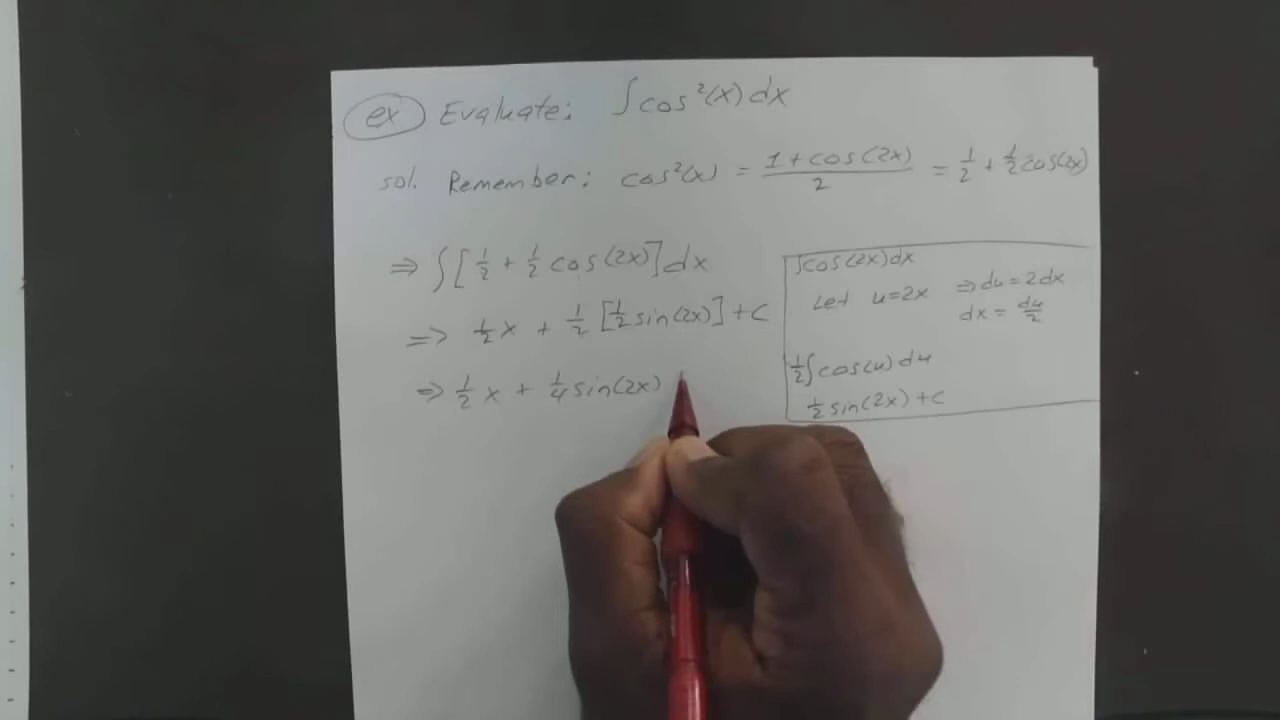 ex Evaluate: ∫cos²(x)dx
sol. Remember: cos²(x) = 1+cos(2x)/2 = 1/2 + 1/2 cos(2x)
⇒ ∫[1/2 + 1/2 cos(2x)]dx
⇒ 1/2 x + 1/2 [1/2 sin(2x)] + C
⇒ 1/2 x + 1/4 sin(2x)
∫cos(2x)dx
Let u=2x ⇒ du=2dx
dx = du/2
1/2∫cos(u)du
1/2 sin(2x)+C